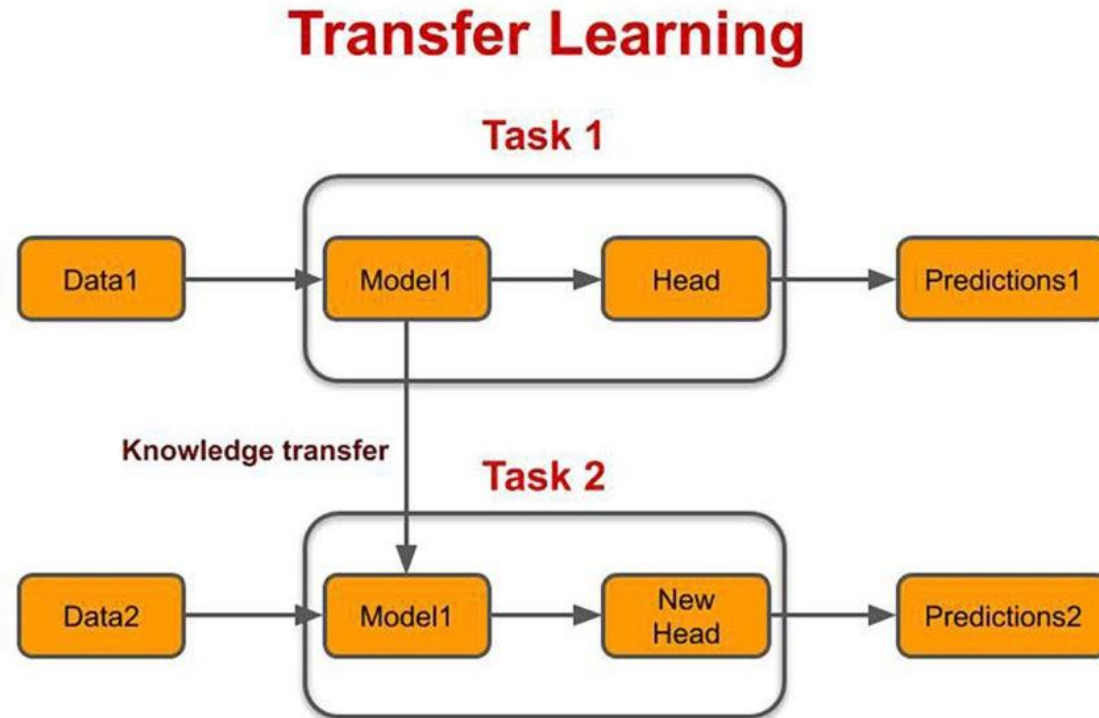 Transfer Learning
Task 1
Data1
Model1
Head
Predictions1
Knowledge transfer
Task 2
Data2
Model1
New
Head
Predictions2